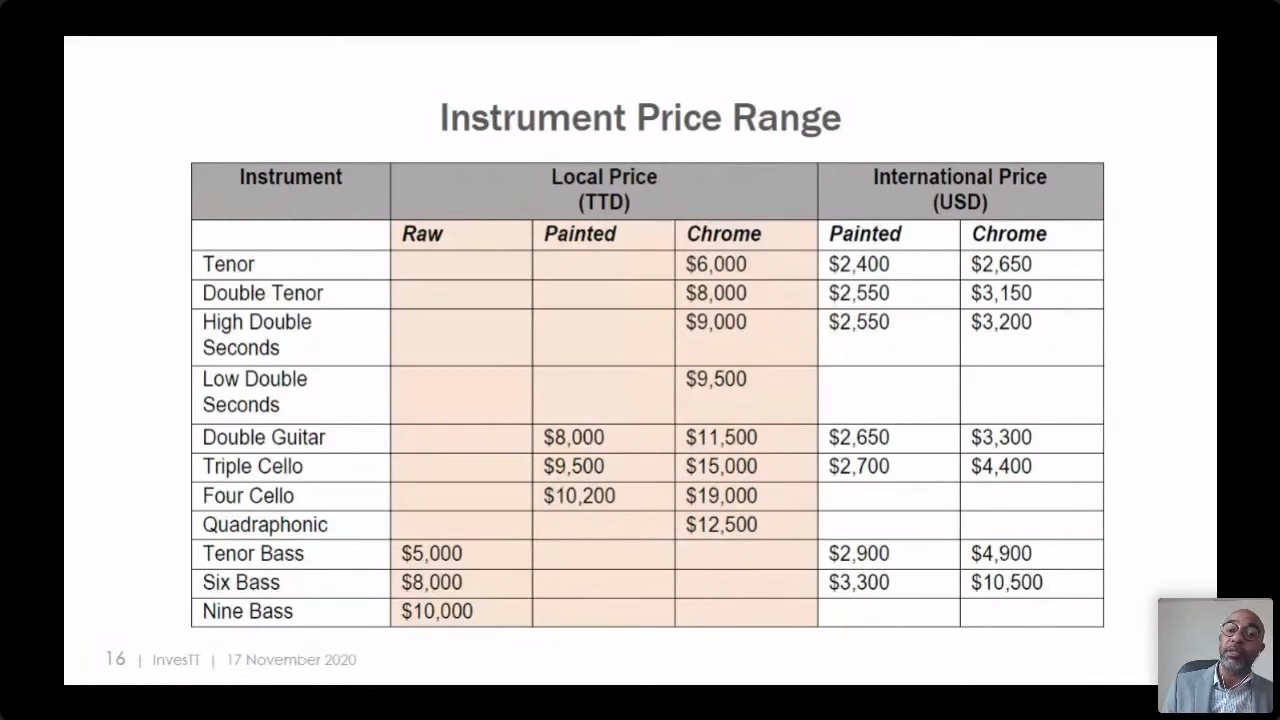 Instrument Price Range
Instrument Local Price International Price
(TTD) (USD)
Raw Painted Chrome Painted Chrome
Tenor $6,000 $2,400 $2,650
Double Tenor $8,000 $2,550 $3,150
High Double $9,000 $2,550 $3,200
Seconds
Low Double $9,500
Seconds
Double Guitar $8,000 $11,500 $2,650 $3,300
Triple Cello $9,500 $15,000 $2,700 $4,400
Four Cello $10,200 $19,000
Quadraphonic $12,500
Tenor Bass $5,000 $2,900 $4,900
Six Bass $8,000 $3,300 $10,500
Nine Bass $10,000
16 | InvesTT | 17 November 2020